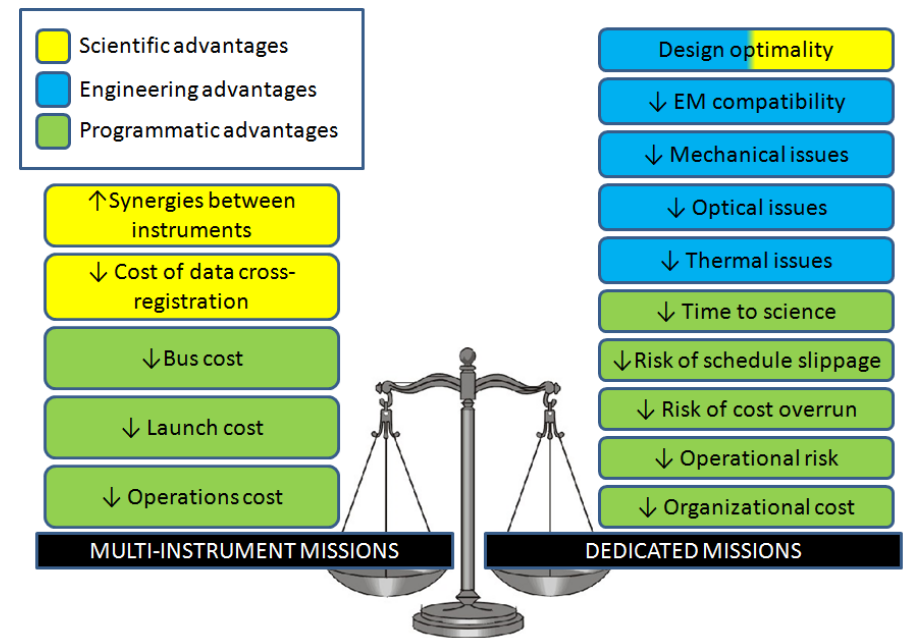 Scientific advantages
Engineering advantages
Programmatic advantages
↑Synergies between
instruments
↓ Cost of data cross-
registration
↓Bus cost
↓ Launch cost
↓ Operations cost
MULTI-INSTRUMENT MISSIONS
Design optimality
↓ EM compatibility
↓ Mechanical issues
↓ Optical issues
↓ Thermal issues
↓ Time to science
↓Risk of schedule slippage
↓ Risk of cost overrun
↓ Operational risk
↓ Organizational cost
DEDICATED MISSIONS